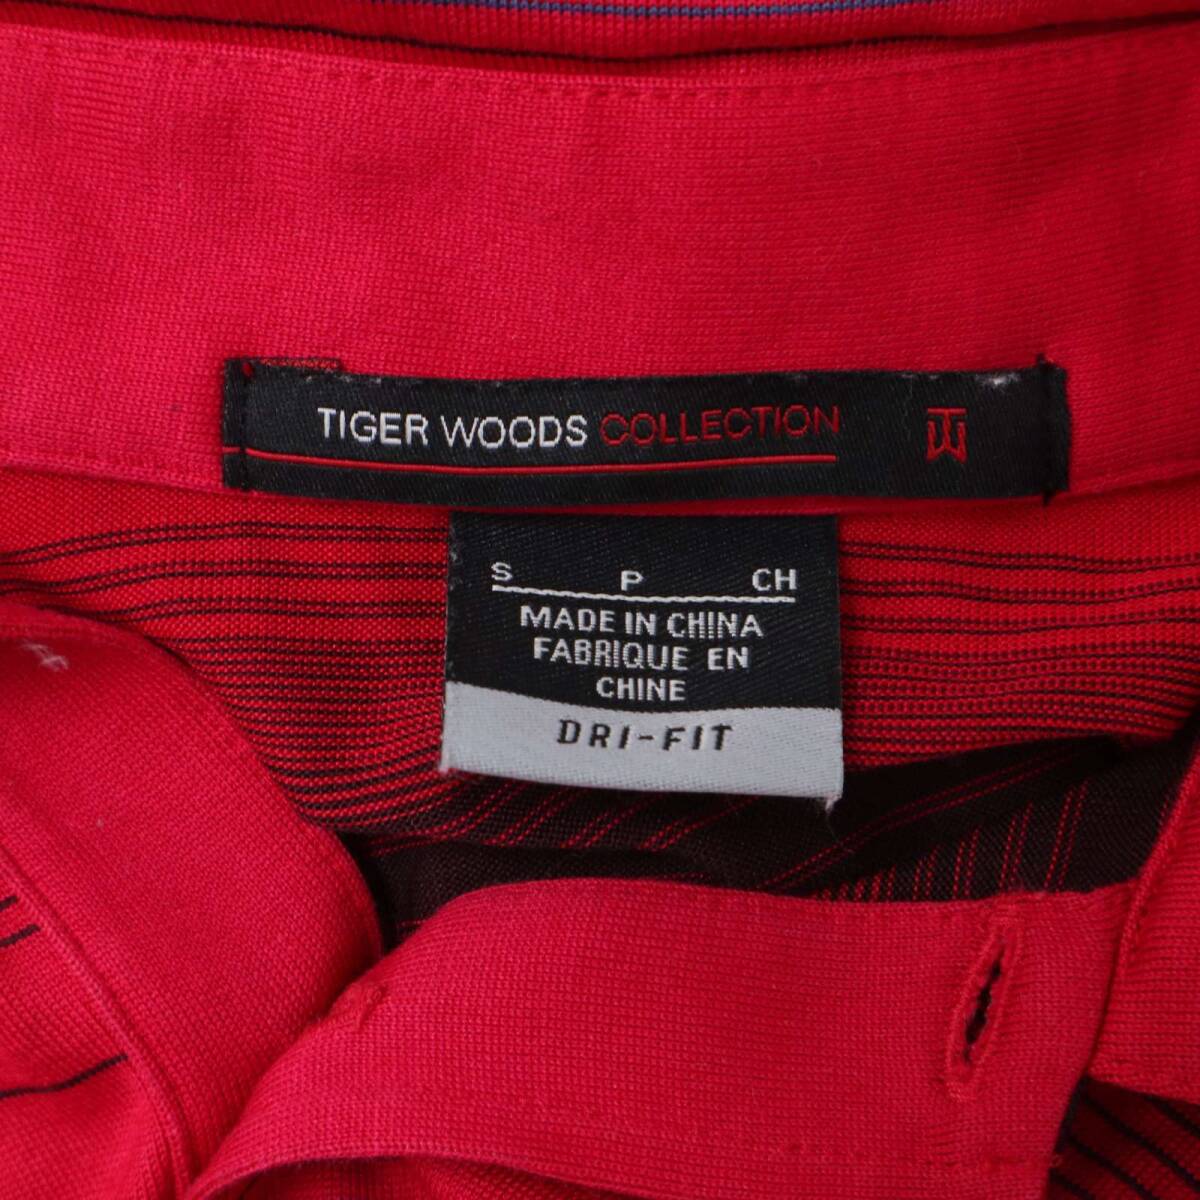 TIGER WOODS COLLECTION TW
S P CH
MADE IN CHINA
FABRIQUE EN
CHINE
DRI-FIT